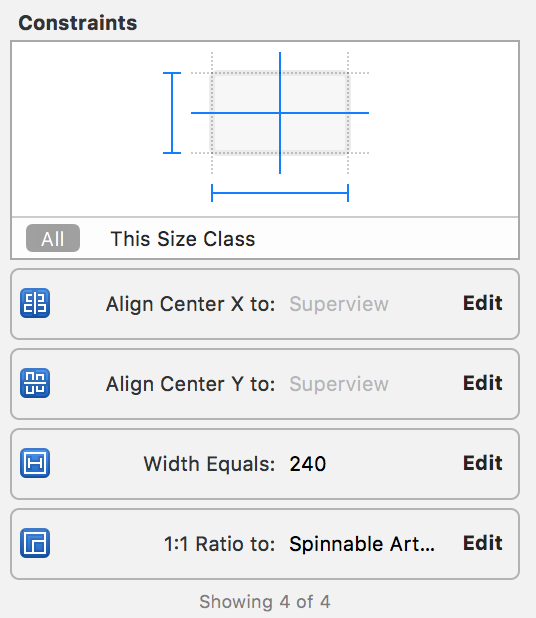 Constraints
All This Size Class
Align Center X to: Superview Edit
Align Center Y to: Superview Edit
Width Equals: 240 Edit
1:1 Ratio to: Spinnable Art... Edit
Showing 4 of 4